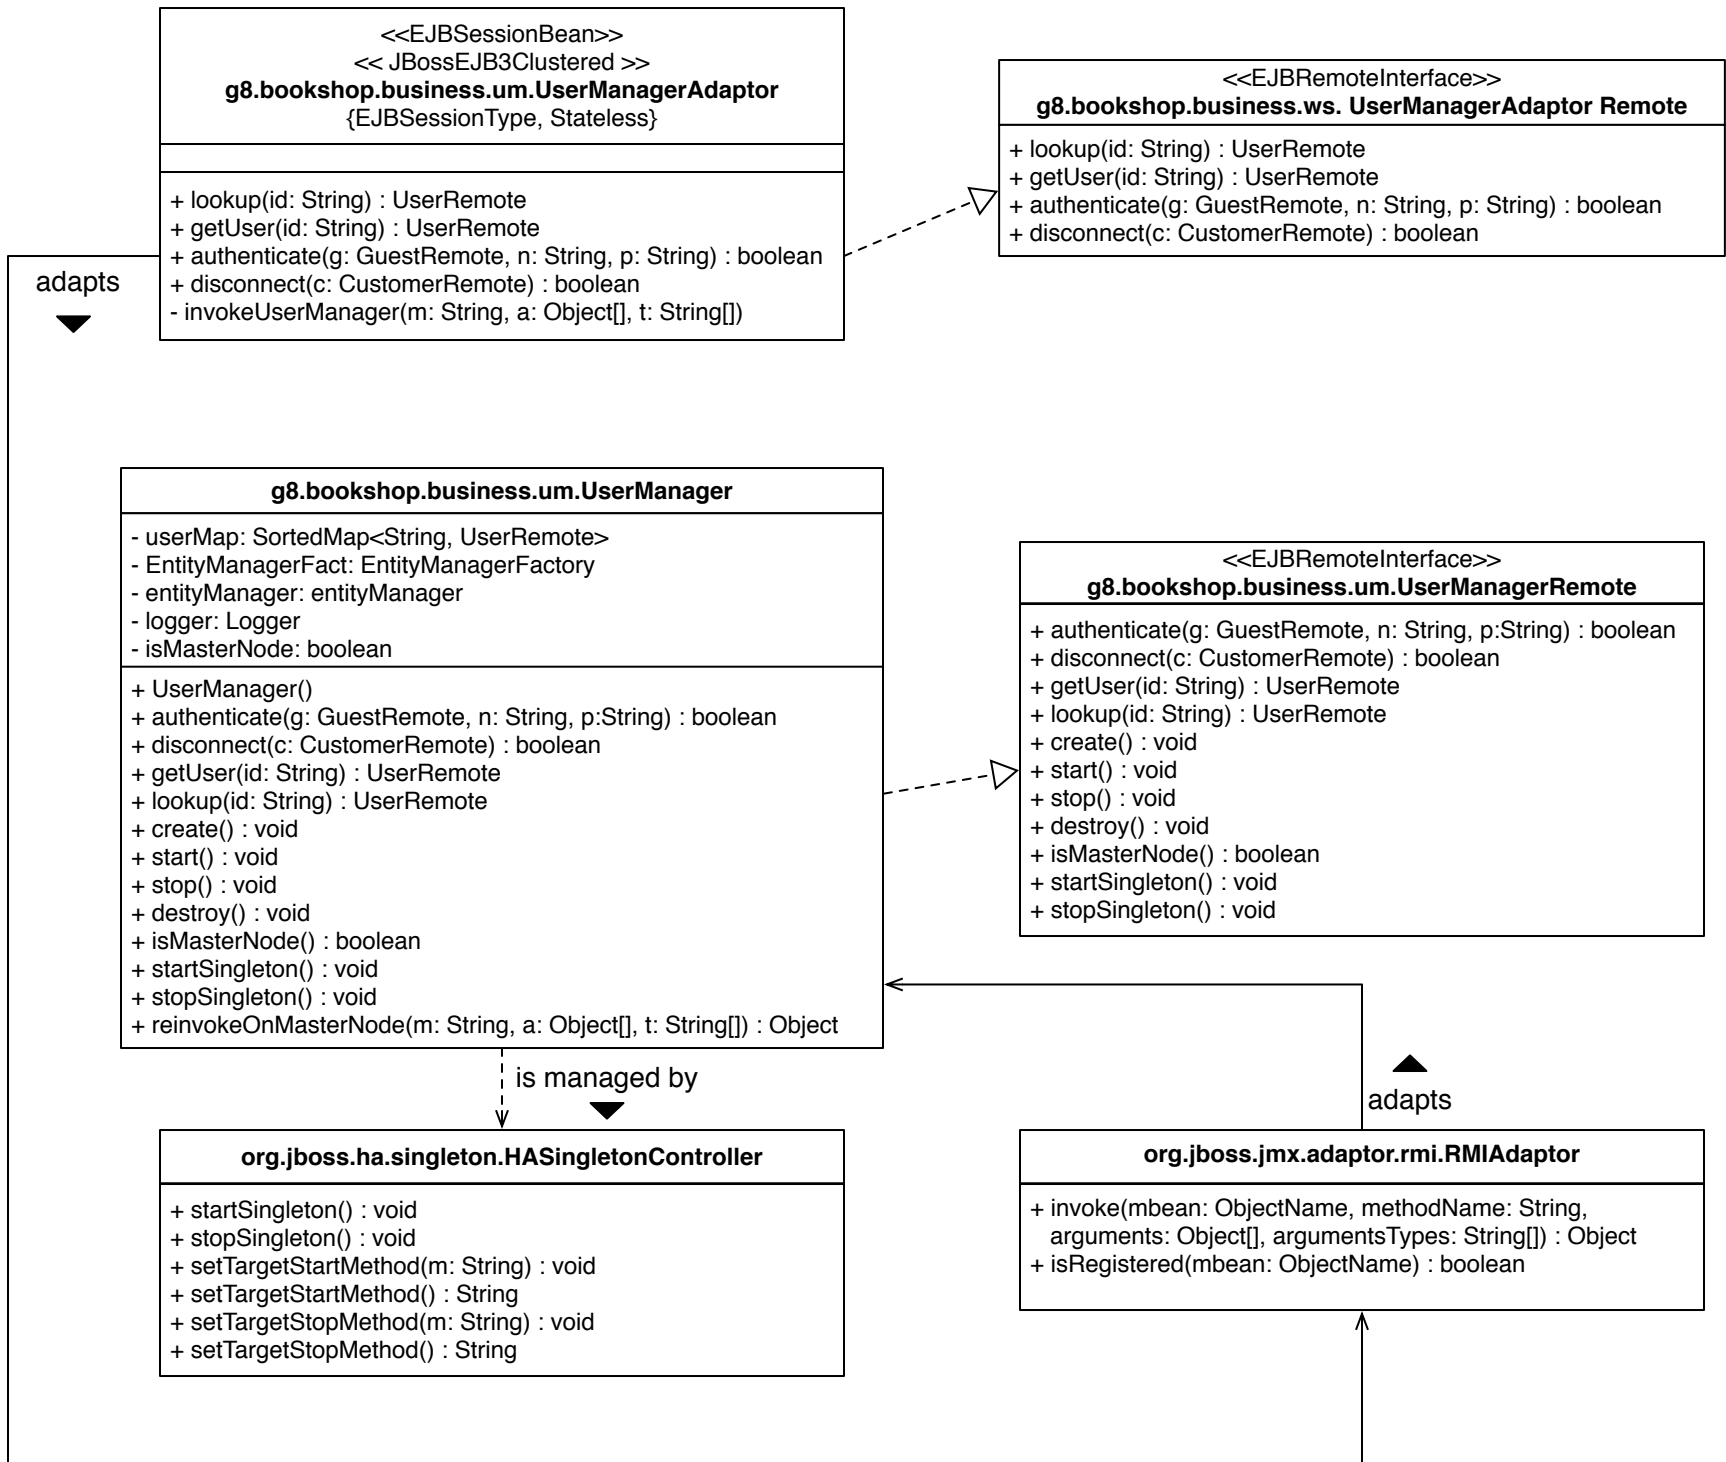 <<EJBSessionBean>>
<< JBossEJB3Clustered >>
g8.bookshop.business.um.UserManagerAdaptor
{EJBSessionType, Stateless}
+ lookup(id: String) : UserRemote
+ getUser(id: String) : UserRemote
+ authenticate(g: GuestRemote, n: String, p: String) : boolean
+ disconnect(c: CustomerRemote) : boolean
- invokeUserManager(m: String, a: Object[], t: String[])
<<EJBRemoteInterface>>
g8.bookshop.business.ws. UserManagerAdaptor Remote
+ lookup(id: String) : UserRemote
+ getUser(id: String) : UserRemote
+ authenticate(g: GuestRemote, n: String, p: String) : boolean
+ disconnect(c: CustomerRemote) : boolean
adapts
g8.bookshop.business.um.UserManager
- userMap: SortedMap<String, UserRemote>
- EntityManagerFact: EntityManagerFactory
- entityManager: entityManager
- logger: Logger
- isMasterNode: boolean
+ UserManager()
+ authenticate(g: GuestRemote, n: String, p:String) : boolean
+ disconnect(c: CustomerRemote) : boolean
+ getUser(id: String) : UserRemote
+ lookup(id: String) : UserRemote
+ create() : void
+ start() : void
+ stop() : void
+ destroy() : void
+ isMasterNode() : boolean
+ startSingleton() : void
+ stopSingleton() : void
+ reinvokeOnMasterNode(m: String, a: Object[], t: String[]) : Object
<<EJBRemoteInterface>>
g8.bookshop.business.um.UserManagerRemote
+ authenticate(g: GuestRemote, n: String, p:String) : boolean
+ disconnect(c: CustomerRemote) : boolean
+ getUser(id: String) : UserRemote
+ lookup(id: String) : UserRemote
+ create() : void
+ start() : void
+ stop() : void
+ destroy() : void
+ isMasterNode() : boolean
+ startSingleton() : void
+ stopSingleton() : void
is managed by
adapts
org.jboss.ha.singleton.HASingletonController
+ startSingleton() : void
+ stopSingleton() : void
+ setTargetStartMethod(m: String) : void
+ setTargetStartMethod() : String
+ setTargetStopMethod(m: String) : void
+ setTargetStopMethod() : String
org.jboss.jmx.adaptor.rmi.RMIAdaptor
+ invoke(mbean: ObjectName, methodName: String,
arguments: Object[], argumentsTypes: String[]) : Object
+ isRegistered(mbean: ObjectName) : boolean